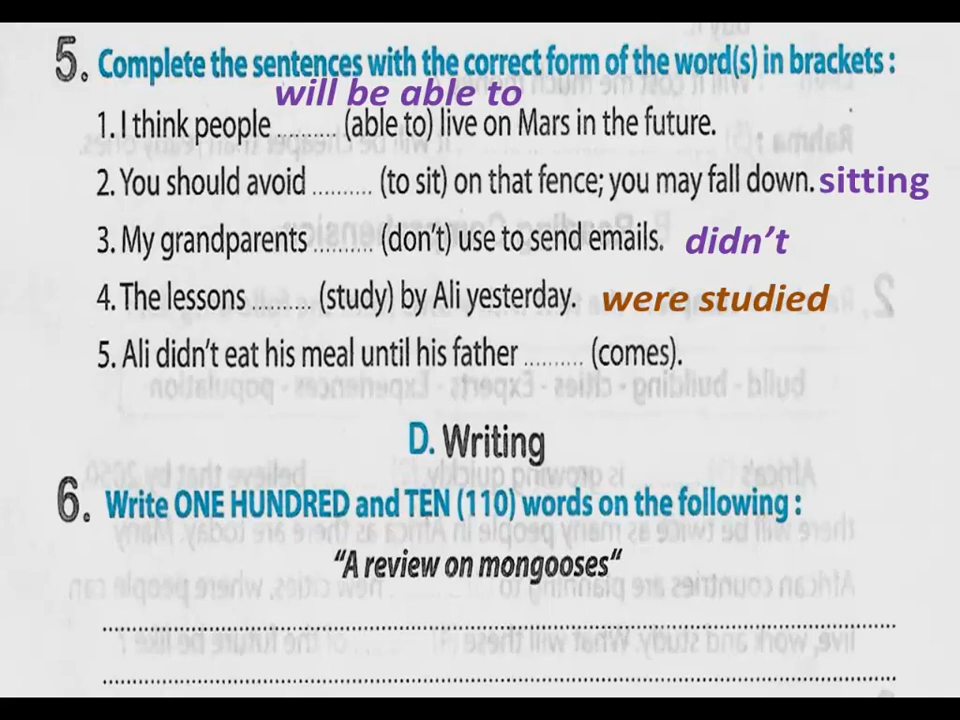 5. Complete the sentences with the correct form of the word(s) in brackets :
will be able to
1. I think people ......... (able to) live on Mars in the future.
2. You should avoid .......... (to sit) on that fence; you may fall down. sitting
3. My grandparents ......... (don't) use to send emails. didn't
4. The lessons ......... (study) by Ali yesterday. were studied
5. Ali didn't eat his meal until his father .......... (comes).
D. Writing
6. Write ONE HUNDRED and TEN (110) words on the following :
"A review on mongooses"